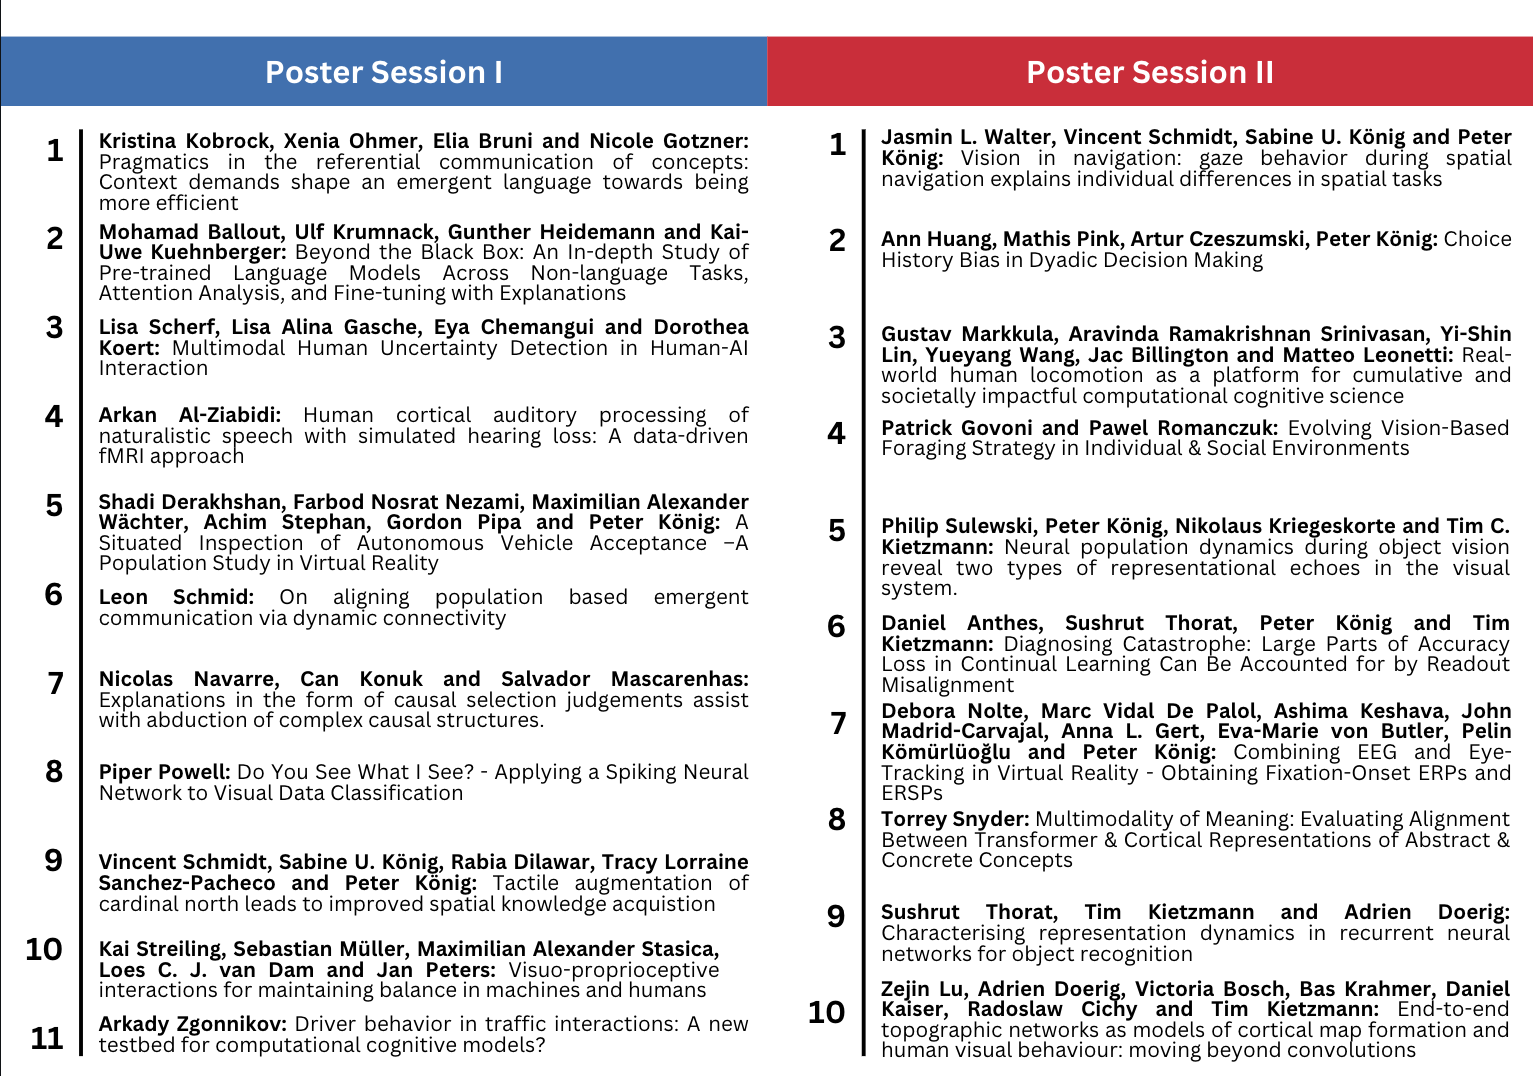 Poster Session I
1
Kristina Kobrock, Xenia Ohmer, Elia Bruni and Nicole Gotzner:
Pragmatics in the referential communication of concepts:
Context demands shape an emergent language towards being
more efficient
2
Mohamad Ballout, Ulf Krumnack, Gunther Heidemann and Kai-
Uwe Kuehnberger: Beyond the Black Box: An In-depth Study of
Pre-trained Language Models Across Non-language Tasks,
Attention Analysis, and Fine-tuning with Explanations
3
Lisa Scherf, Lisa Alina Gasche, Eya Chemangui and Dorothea
Koert: Multimodal Human Uncertainty Detection in Human-AI
Interaction
4
Arkan Al-Ziabidi: Human cortical auditory processing of
naturalistic speech with simulated hearing loss: A data-driven
fMRI approach
5
Shadi Derakhshan, Farbod Nosrat Nezami, Maximilian Alexander
Wächter, Achim Stephan, Gordon Pipa and Peter König: A
Situated Inspection of Autonomous Vehicle Acceptance –A
Population Study in Virtual Reality
6
Leon Schmid: On aligning population based emergent
communication via dynamic connectivity
7
Nicolas Navarre, Can Konuk and Salvador Mascarenhas:
Explanations in the form of causal selection judgements assist
with abduction of complex causal structures.
8
Piper Powell: Do You See What I See? - Applying a Spiking Neural
Network to Visual Data Classification
9
Vincent Schmidt, Sabine U. König, Rabia Dilawar, Tracy Lorraine
Sanchez-Pacheco and Peter König: Tactile augmentation of
cardinal north leads to improved spatial knowledge acquistion
10
Kai Streiling, Sebastian Müller, Maximilian Alexander Stasica,
Loes C. J. van Dam and Jan Peters: Visuo-proprioceptive
interactions for maintaining balance in machines and humans
11
Arkady Zgonnikov: Driver behavior in traffic interactions: A new
testbed for computational cognitive models?
Poster Session II
1
Jasmin L. Walter, Vincent Schmidt, Sabine U. König and Peter
König: Vision in navigation: gaze behavior during spatial
navigation explains individual differences in spatial tasks
2
Ann Huang, Mathis Pink, Artur Czeszumski, Peter König: Choice
History Bias in Dyadic Decision Making
3
Gustav Markkula, Aravinda Ramakrishnan Srinivasan, Yi-Shin
Lin, Yueyang Wang, Jac Billington and Matteo Leonetti: Real-
world human locomotion as a platform for cumulative and
societally impactful computational cognitive science
4
Patrick Govoni and Pawel Romanczuk: Evolving Vision-Based
Foraging Strategy in Individual & Social Environments
5
Philip Sulewski, Peter König, Nikolaus Kriegeskorte and Tim C.
Kietzmann: Neural population dynamics during object vision
reveal two types of representational echoes in the visual
system.
6
Daniel Anthes, Sushrut Thorat, Peter König and Tim
Kietzmann: Diagnosing Catastrophe: Large Parts of Accuracy
Loss in Continual Learning Can Be Accounted for by Readout
Misalignment
7
Debora Nolte, Marc Vidal De Palol, Ashima Keshava, John
Madrid-Carvajal, Anna L. Gert, Eva-Marie von Butler, Pelin
Kömürlüoğlu and Peter König: Combining EEG and Eye-
Tracking in Virtual Reality - Obtaining Fixation-Onset ERPs and
ERSPs
8
Torrey Snyder: Multimodality of Meaning: Evaluating Alignment
Between Transformer & Cortical Representations of Abstract &
Concrete Concepts
9
Sushrut Thorat, Tim Kietzmann and Adrien Doerig:
Characterising representation dynamics in recurrent neural
networks for object recognition
10
Zejin Lu, Adrien Doerig, Victoria Bosch, Bas Krahmer, Daniel
Kaiser, Radoslaw Cichy and Tim Kietzmann: End-to-end
topographic networks as models of cortical map formation and
human visual behaviour: moving beyond convolutions